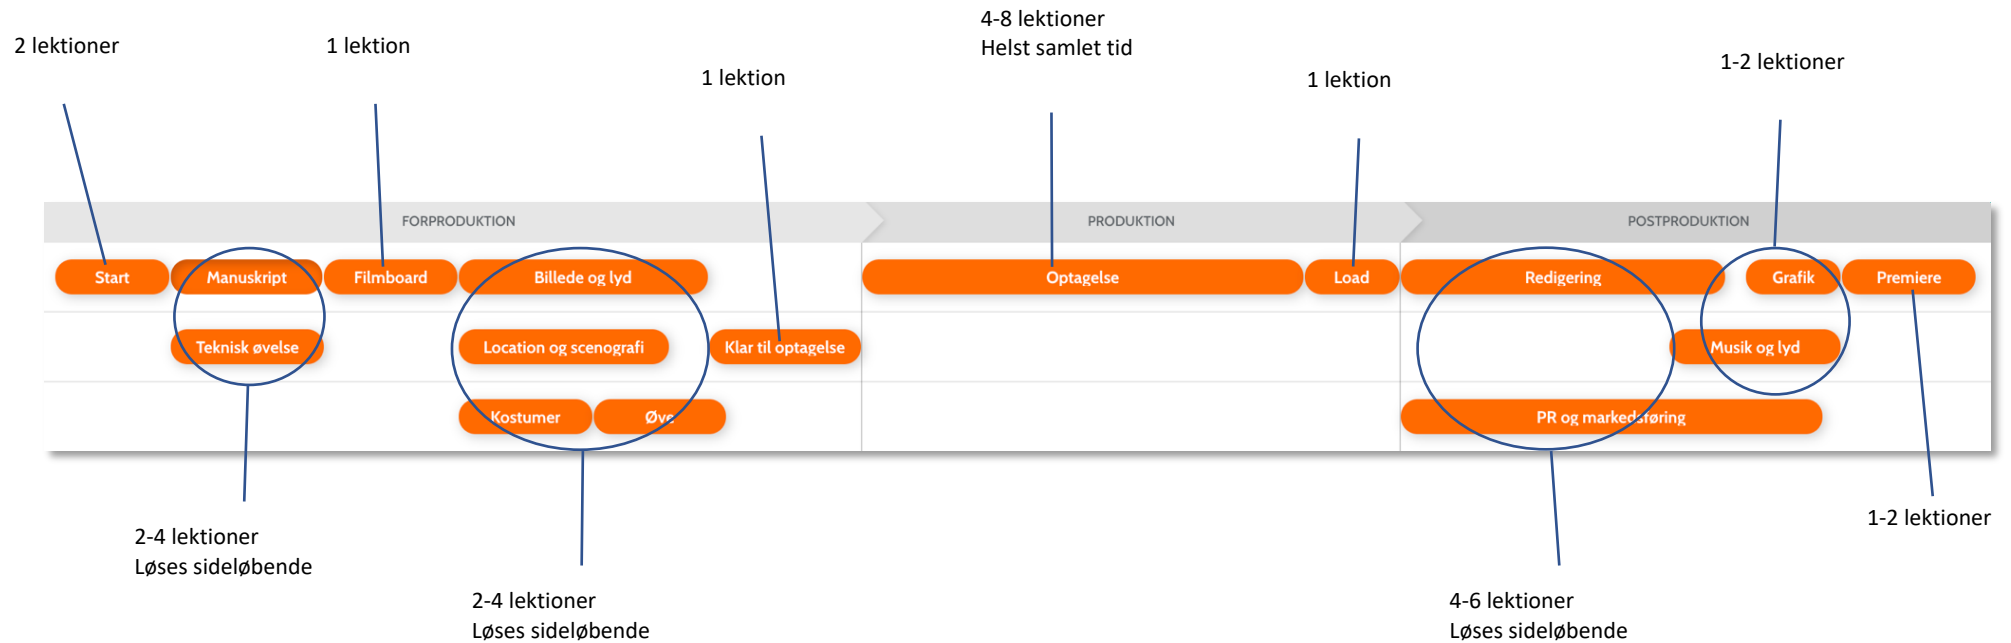 4-8 lektioner
Helst samlet tid
2 lektioner
1 lektion
1 lektion
1 lektion
1-2 lektioner
FORPRODUKTION
PRODUKTION
POSTPRODUKTION
Start
Manuskript
Filmboard
Billede og lyd
Optagelse
Load
Redigering
Grafik
Premiere
Teknisk øvelse
Location og scenografi
Klar til optagelse
Musik og lyd
Kostumer
Øve
PR og markedsføring
2-4 lektioner
Løses sideløbende
2-4 lektioner
Løses sideløbende
4-6 lektioner
Løses sideløbende
1-2 lektioner